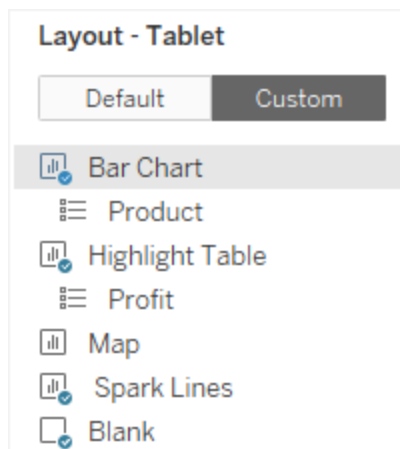 Layout - Tablet
Default Custom
Bar Chart
Product
Highlight Table
Profit
Map
Spark Lines
Blank